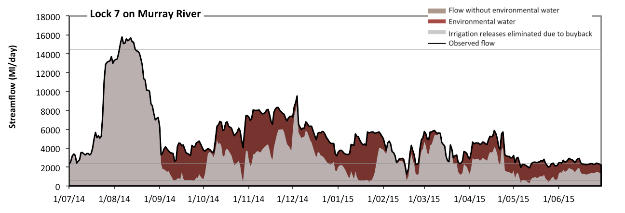 Lock 7 on Murray River
Flow without environmental water
Environmental water
Irrigation releases eliminated due to buyback
Observed flow
Streamflow (Ml/day)
18000
16000
14000
12000
10000
8000
6000
4000
2000
0
1/07/14 1/08/14 1/09/14 1/10/14 1/11/14 1/12/14 1/01/15 1/02/15 1/03/15 1/04/15 1/05/15 1/06/15